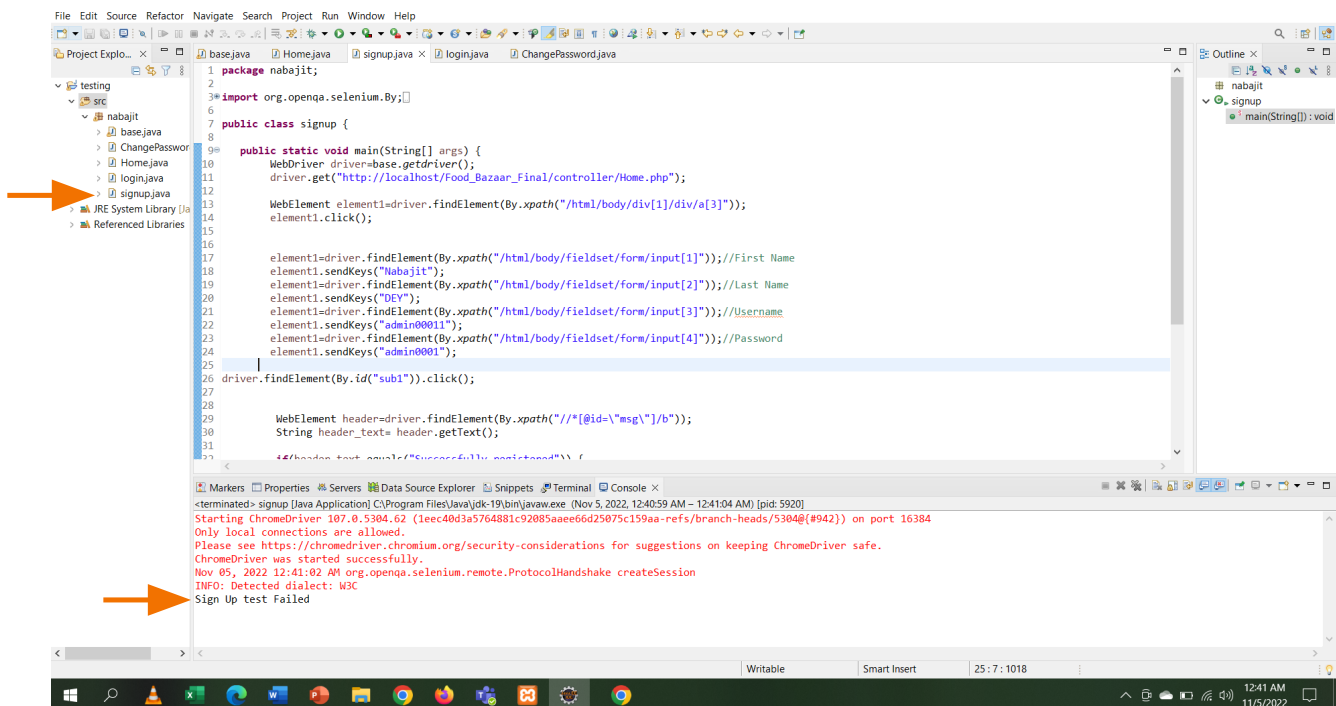 File Edit Source Refactor Navigate Search Project Run Window Help
Project Explo...
testing
src
nabajit
base.java
ChangePasswor
Home.java
login.java
signup.java
JRE System Library [Ja
Referenced Libraries
base.java Home.java signup.java login.java ChangePassword.java
1 package nabajit;
2
3 import org.openqa.selenium.By;
6
7 public class signup {
8
9 public static void main(String[] args) {
10 WebDriver driver=base.getdriver();
11 driver.get("http://localhost/Food_Bazaar_Final/controller/Home.php");
12
13 WebElement element1=driver.findElement(By.xpath("/html/body/div[1]/div/a[3]"));
14 element1.click();
15
16
17 element1=driver.findElement(By.xpath("/html/body/fieldset/form/input[1]"));//First Name
18 element1.sendKeys("Nabajit");
19 element1=driver.findElement(By.xpath("/html/body/fieldset/form/input[2]"));//Last Name
20 element1.sendKeys("DEY");
21 element1=driver.findElement(By.xpath("/html/body/fieldset/form/input[3]"));//Username
22 element1.sendKeys("admin00011");
23 element1=driver.findElement(By.xpath("/html/body/fieldset/form/input[4]"));//Password
24 element1.sendKeys("admin0001");
25
26 driver.findElement(By.id("sub1")).click();
27
28
29 WebElement header=driver.findElement(By.xpath("//*[@id=\"msg\"]/b"));
30 String header_text= header.getText();
31
32 if(header_text.equals("Successfully registered")) {
Outline
nabajit
signup
main(String[]) : void
Markers Properties Servers Data Source Explorer Snippets Terminal Console
<terminated> signup [Java Application] C:\Program Files\Java\jdk-19\bin\javaw.exe (Nov 5, 2022, 12:40:59 AM – 12:41:04 AM) [pid: 5920]
Starting ChromeDriver 107.0.5304.62 (1eec40d3a5764881c92085aaee66d25075c159aa-refs/branch-heads/5304@{#942}) on port 16384
Only local connections are allowed.
Please see https://chromedriver.chromium.org/security-considerations for suggestions on keeping ChromeDriver safe.
ChromeDriver was started successfully.
Nov 05, 2022 12:41:02 AM org.openqa.selenium.remote.ProtocolHandshake createSession
INFO: Detected dialect: W3C
Sign Up test Failed
Writable Smart Insert 25 : 7 : 1018
12:41 AM
11/5/2022